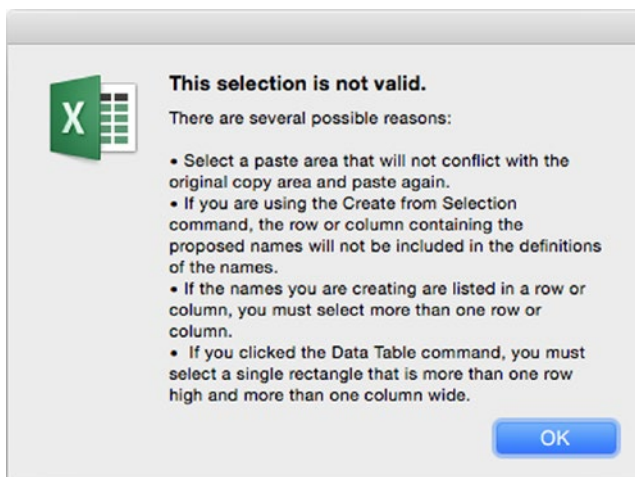 This selection is not valid.
There are several possible reasons:
• Select a paste area that will not conflict with the
original copy area and paste again.
• If you are using the Create from Selection
command, the row or column containing the
proposed names will not be included in the definitions
of the names.
• If the names you are creating are listed in a row or
column, you must select more than one row or
column.
• If you clicked the Data Table command, you must
select a single rectangle that is more than one row
high and more than one column wide.
OK